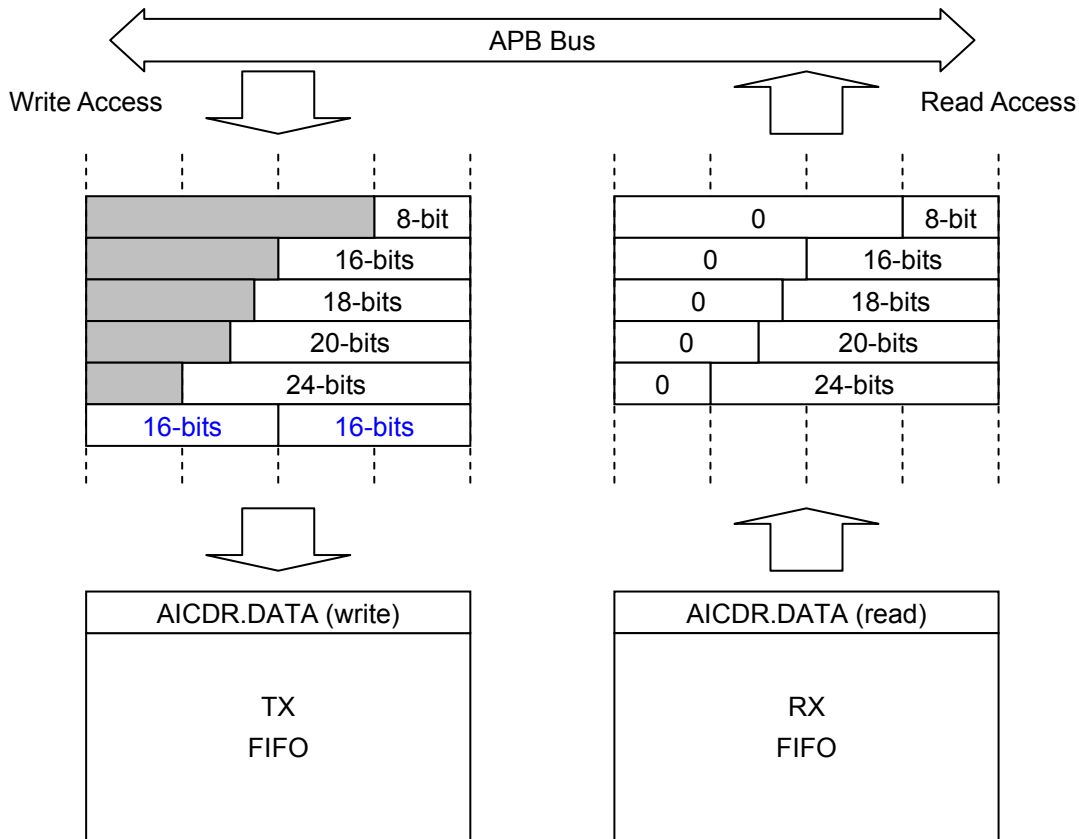 APB Bus
Write Access
Read Access
8-bit
0
8-bit
16-bits
0
16-bits
18-bits
0
18-bits
20-bits
0
20-bits
24-bits
0
24-bits
16-bits
16-bits
AICDR.DATA (write)
AICDR.DATA (read)
TX
FIFO
RX
FIFO